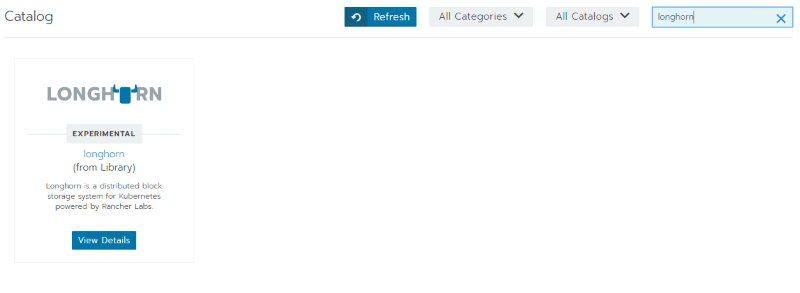 Catalog
Refresh
All Categories
All Catalogs
longhorn
LONGHORN
EXPERIMENTAL
longhorn
(from Library)
Longhorn is a distributed block
storage system for Kubernetes
powered by Rancher Labs.
View Details